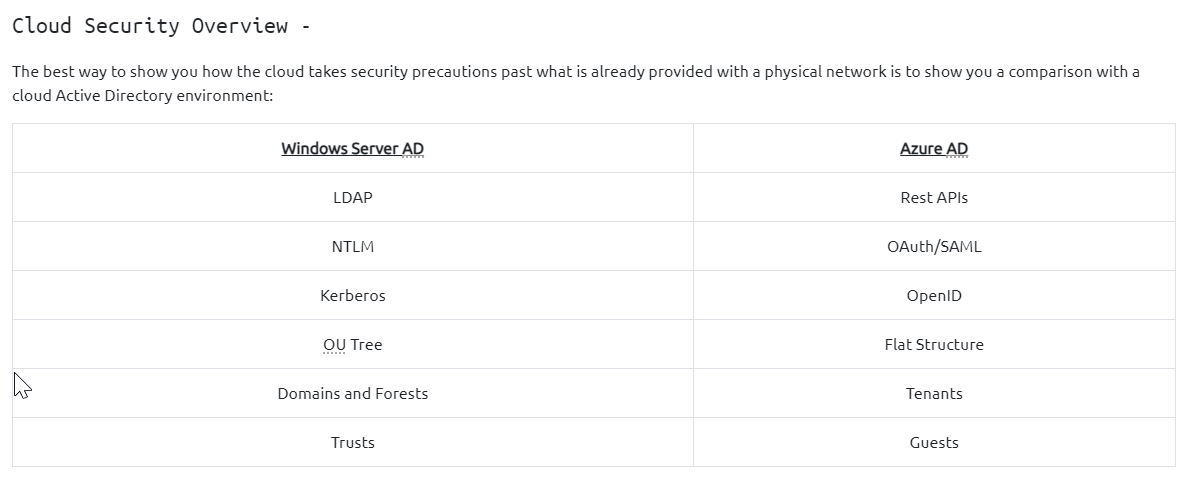 Cloud Security Overview -
The best way to show you how the cloud takes security precautions past what is already provided with a physical network is to show you a comparison with a
cloud Active Directory environment:
Windows Server AD Azure AD
LDAP Rest APIs
NTLM OAuth/SAML
Kerberos OpenID
OU Tree Flat Structure
Domains and Forests Tenants
Trusts Guests